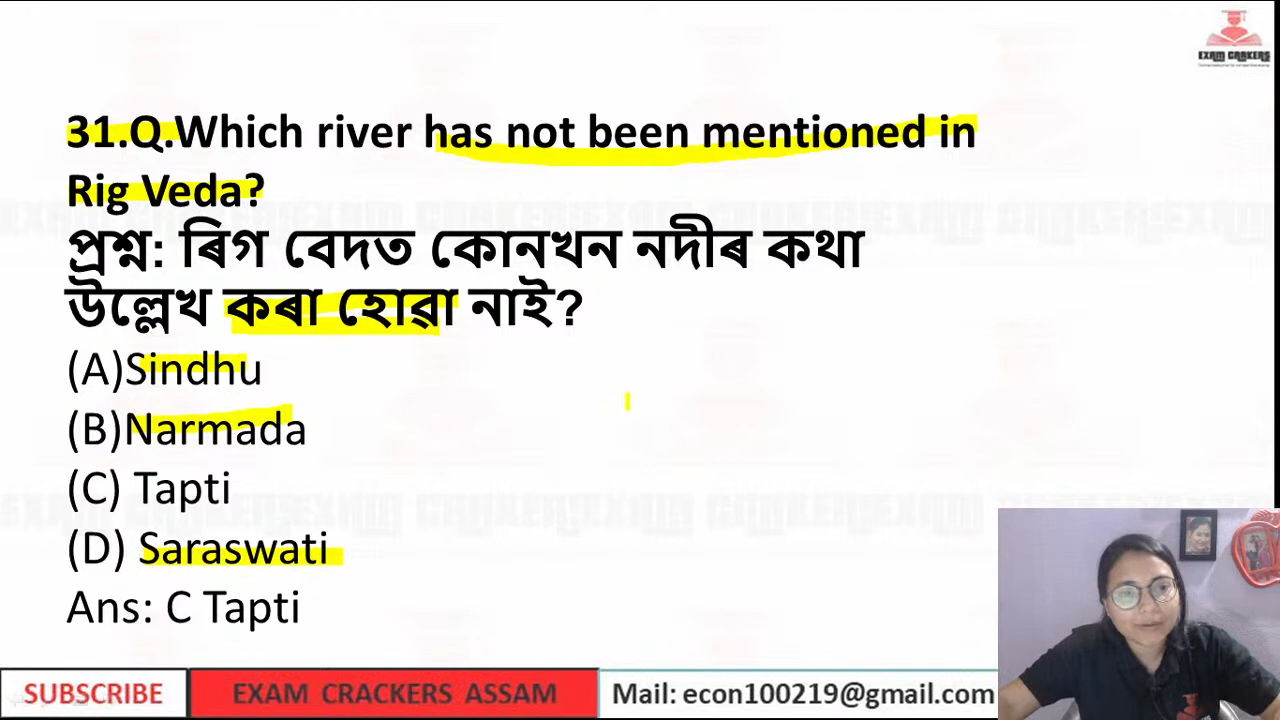 EXAM CRAKERS
31.Q.Which river has not been mentioned in
Rig Veda?
প্ৰশ্ন: ৰিগ বেদত কোনখন নদীৰ কথা
উল্লেখ কৰা হোৱা নাই?
(A)Sindhu
(B)Narmada
(C) Tapti
(D) Saraswati
Ans: C Tapti
SUBSCRIBE EXAM CRACKERS ASSAM Mail: econ100219@gmail.com